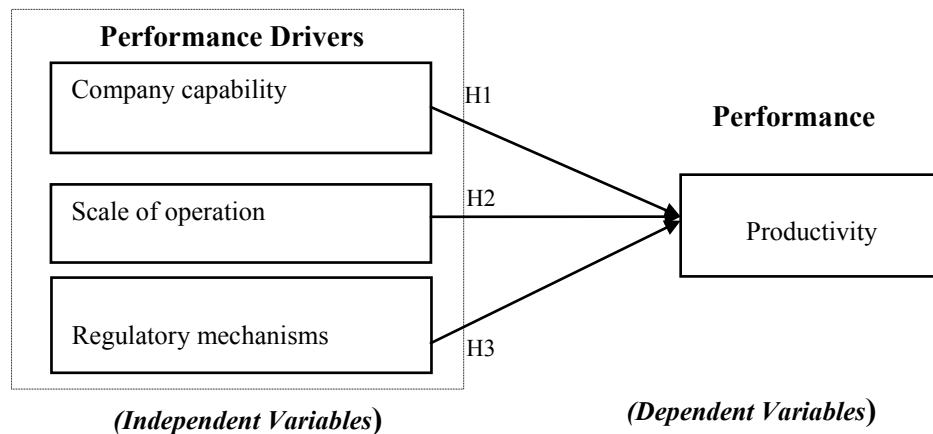 Performance Drivers
Company capability
H1
Performance
Scale of operation
H2
Productivity
Regulatory mechanisms
H3
(Independent Variables)
(Dependent Variables)